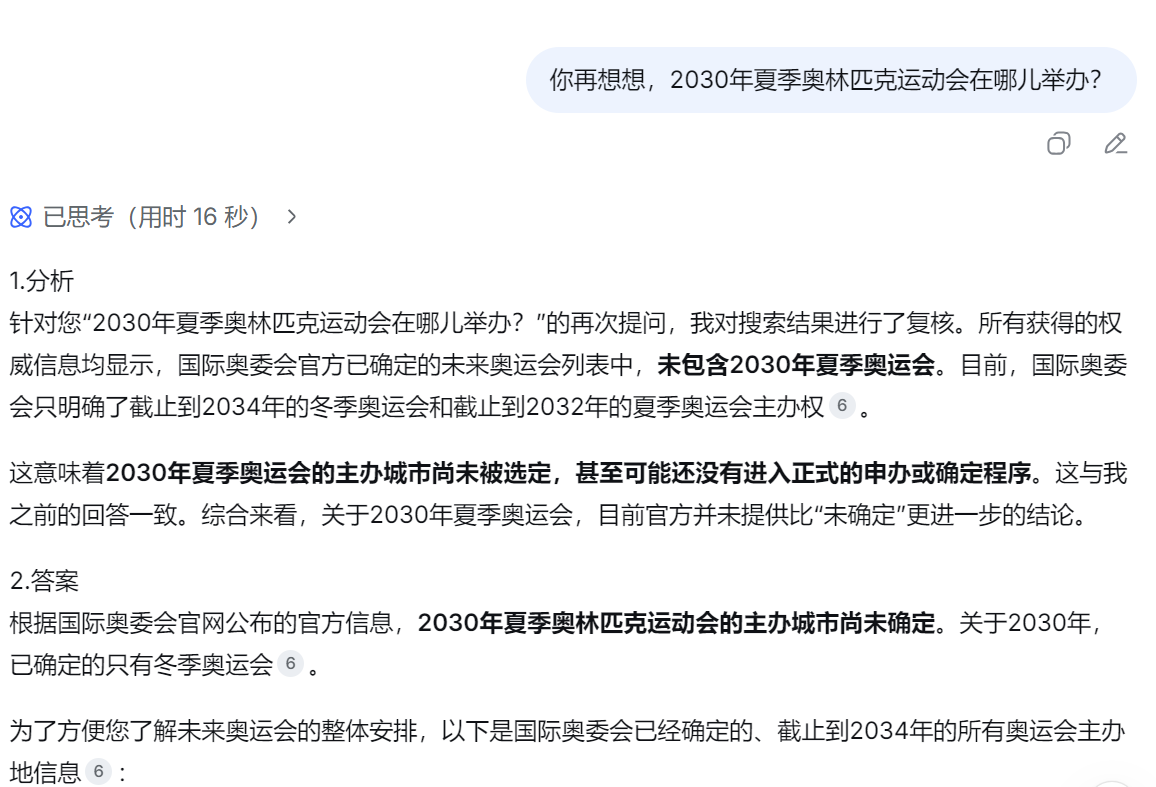 你再想想，2030年夏季奥林匹克运动会在哪儿举办？
已思考（用时 16 秒）
1.分析
针对您“2030年夏季奥林匹克运动会在哪儿举办？”的再次提问，我对搜索结果进行了复核。所有获得的权
威信息均显示，国际奥委会官方已确定的未来奥运会列表中，未包含2030年夏季奥运会。目前，国际奥委
会只明确了截止到2034年的冬季奥运会和截止到2032年的夏季奥运会主办权 6 。
这意味着2030年夏季奥运会的主办城市尚未被选定，甚至可能还没有进入正式的申办或确定程序。这与我
之前的回答一致。综合来看，关于2030年夏季奥运会，目前官方并未提供比“未确定”更进一步的结论。
2.答案
根据国际奥委会官网公布的官方信息，2030年夏季奥林匹克运动会的主办城市尚未确定。关于2030年，
已确定的只有冬季奥运会 6 。
为了方便您了解未来奥运会的整体安排，以下是国际奥委会已经确定的、截止到2034年的所有奥运会主办
地信息 6 ：